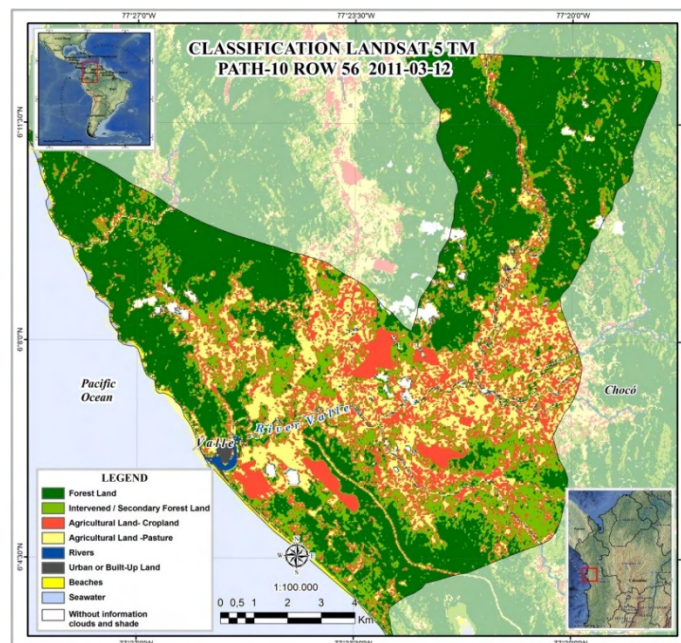 77°27'0"W
77°23'30"W
77°20'0"W
CLASSIFICATION LANDSAT 5 TM
PATH-10 ROW 56 2011-03-12
6°11'30"N
6°8'0"N
6°4'30"N
Pacific
Ocean
Chocó
River Valle
Valle
LEGEND
Forest Land
Intervened / Secondary Forest Land
Agricultural Land- Cropland
Agricultural Land -Pasture
Rivers
Urban or Built-Up Land
Beaches
Seawater
Without information
clouds and shade
N
S
1:100.000
0 0,5 1 2 3 4
Km